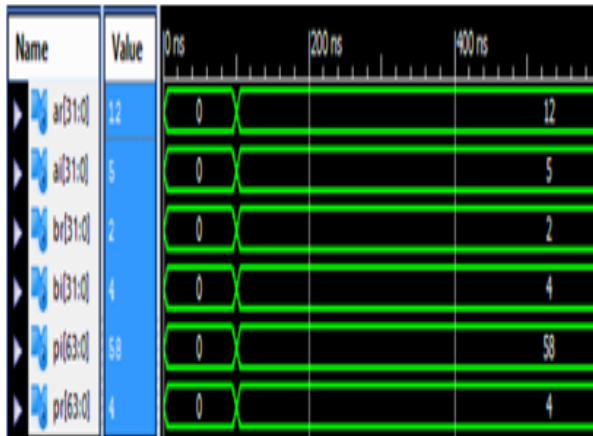 Name Value 0 ns 200 ns 400 ns
ar[31:0] 12 0 12
ai[31:0] 5 0 5
br[31:0] 2 0 2
bi[31:0] 4 0 4
pi[63:0] 58 0 58
pr[63:0] 4 0 4